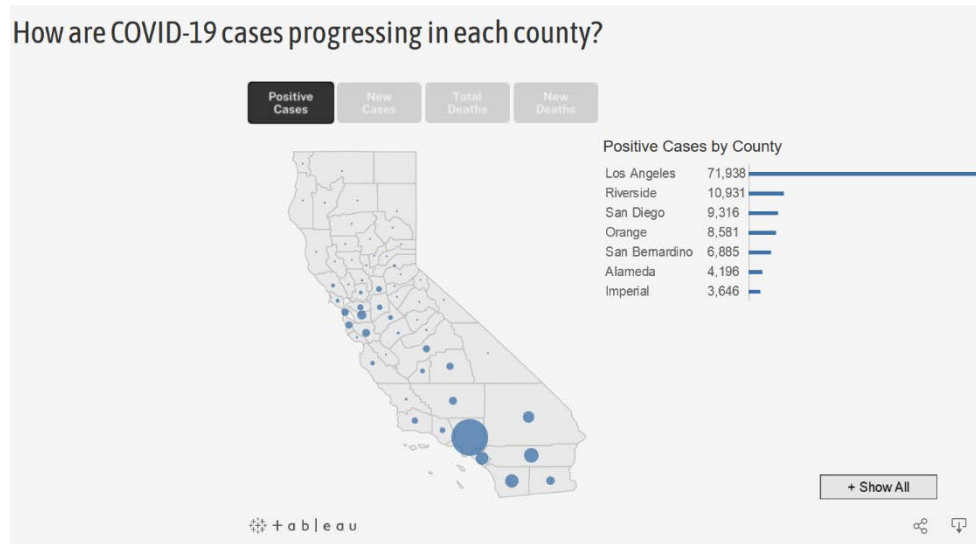 How are COVID-19 cases progressing in each county?
Positive
Cases
New
Cases
Total
Deaths
New
Deaths
Positive Cases by County
Los Angeles 71,938
Riverside 10,931
San Diego 9,316
Orange 8,581
San Bernardino 6,885
Alameda 4,196
Imperial 3,646
+ Show All
+ a b l e a u